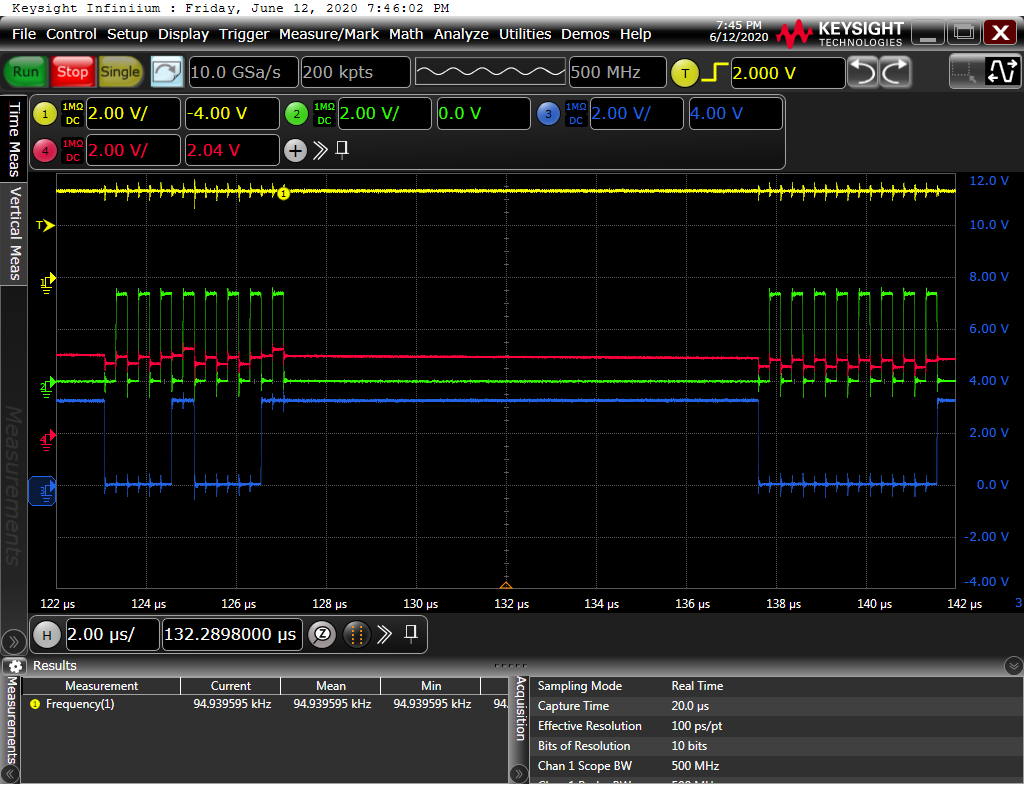 Keysight Infiniium : Friday, June 12, 2020 7:46:02 PM
File Control Setup Display Trigger Measure/Mark Math Analyze Utilities Demos Help
7:45 PM
6/12/2020
KEYSIGHT
TECHNOLOGIES
X
Run Stop Single 10.0 GSa/s 200 kpts 500 MHz T 2.000 V
1 1MΩ DC 2.00 V/ -4.00 V 2 1MΩ DC 2.00 V/ 0.0 V 3 1MΩ DC 2.00 V/ 4.00 V
4 1MΩ DC 2.00 V/ 2.04 V +
Time Meas
Vertical Meas
Measurements
12.0 V
1
T
10.0 V
8.00 V
1
6.00 V
2
4.00 V
4
2.00 V
3
0.0 V
-2.00 V
-4.00 V
122 µs 124 µs 126 µs 128 µs 130 µs 132 µs 134 µs 136 µs 138 µs 140 µs 142 µs 3
H 2.00 µs/ 132.2898000 µs Z
Results
Measurements
Measurement Current Mean Min
1 Frequency(1) 94.939595 kHz 94.939595 kHz 94.939595 kHz 94.
Acquisition
Sampling Mode Real Time
Capture Time 20.0 µs
Effective Resolution 100 ps/pt
Bits of Resolution 10 bits
Chan 1 Scope BW 500 MHz